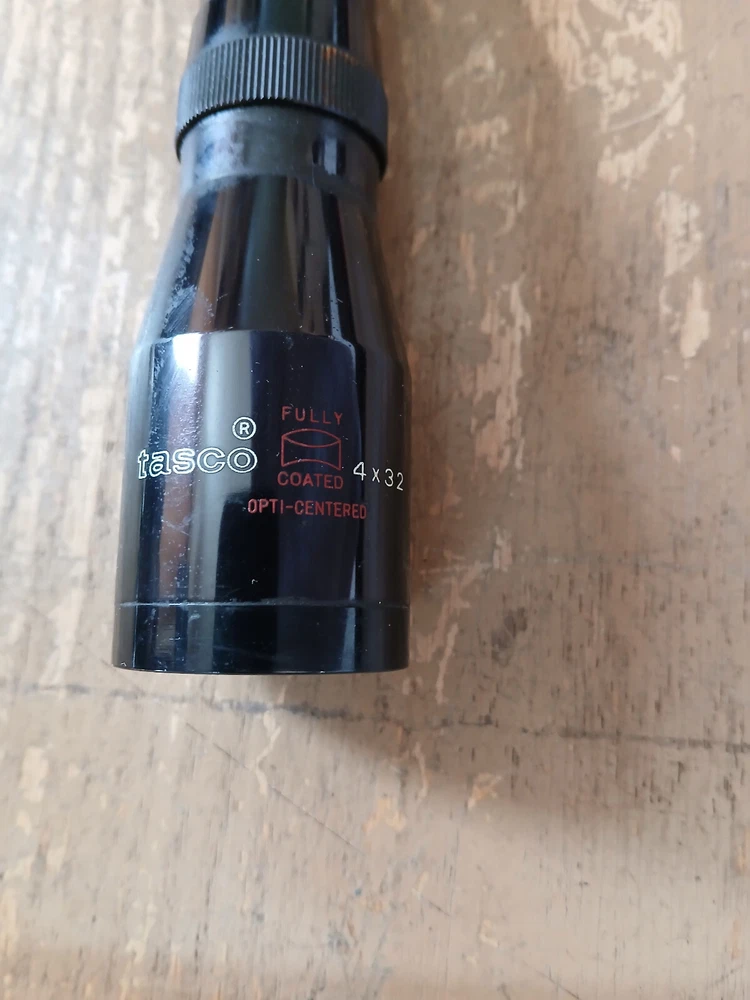 tasco®
FULLY
COATED
4x32
OPTI-CENTERED